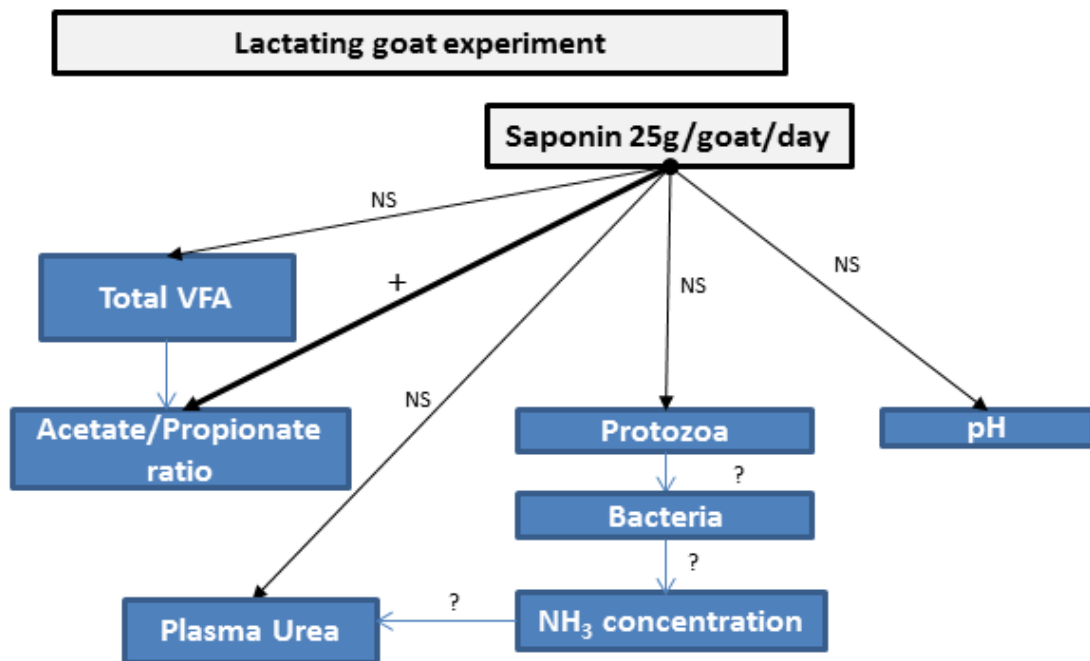 Lactating goat experiment
Saponin 25g/goat/day
NS
+
NS
NS
NS
Total VFA
Acetate/Propionate
ratio
Protozoa
pH
?
Bacteria
?
NH₃ concentration
?
Plasma Urea